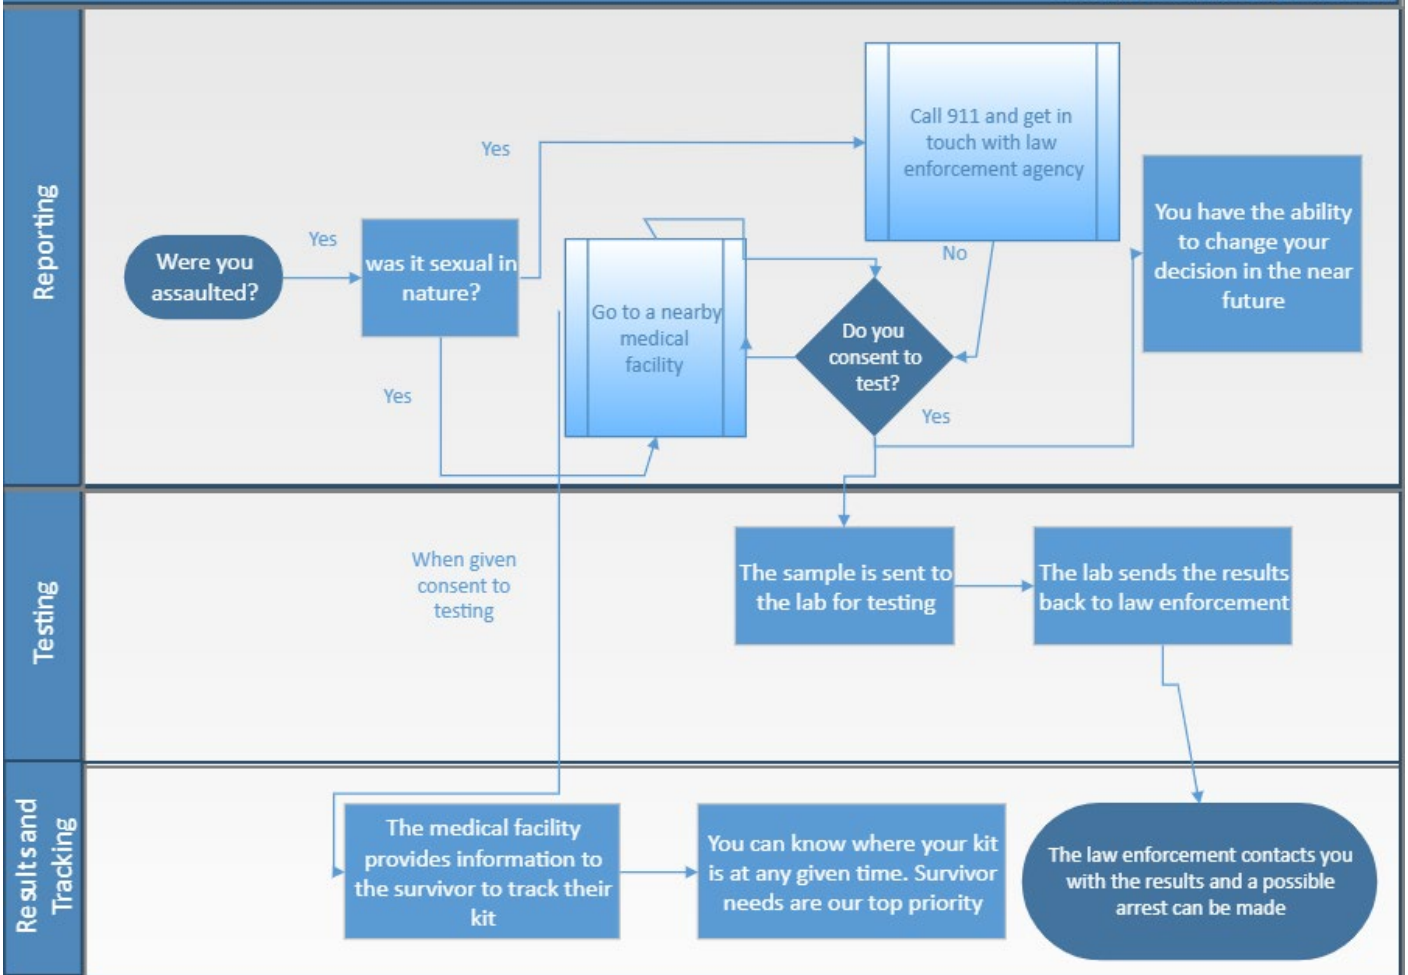 Reporting
Were you
assaulted?
Yes
was it sexual in
nature?
Yes
Yes
Call 911 and get in
touch with law
enforcement agency
No
Go to a nearby
medical
facility
Do you
consent to
test?
Yes
You have the ability
to change your
decision in the near
future
Testing
When given
consent to
testing
The sample is sent to
the lab for testing
The lab sends the results
back to law enforcement
Results and
Tracking
The medical facility
provides information to
the survivor to track their
kit
You can know where your kit
is at any given time. Survivor
needs are our top priority
The law enforcement contacts you
with the results and a possible
arrest can be made